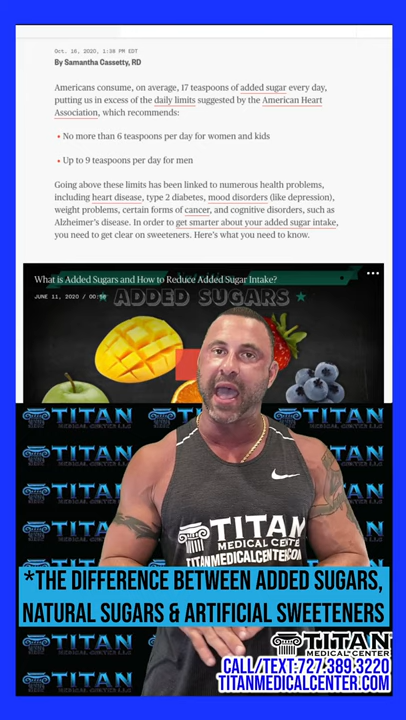 Oct. 16, 2020, 1:28 PM EDT
By Samantha Cassetty, RD
Americans consume, on average, 17 teaspoons of added sugar every day,
putting us in excess of the daily limits suggested by the American Heart
Association, which recommends:
• No more than 6 teaspoons per day for women and kids
• Up to 9 teaspoons per day for men
Going above these limits has been linked to numerous health problems,
including heart disease, type 2 diabetes, mood disorders (like depression),
weight problems, certain forms of cancer, and cognitive disorders, such as
Alzheimer's disease. In order to get smarter about your added sugar intake,
you need to get clear on sweeteners. Here's what you need to know.
What is Added Sugars and How to Reduce Added Sugar Intake?
JUNE 11, 2020 / 00:
ADDED SUGARS
TITAN
MEDICAL CENTER LLC
TITAN
MEDICAL CENTER
TITANMEDICALCENTER.COM
*THE DIFFERENCE BETWEEN ADDED SUGARS,
NATURAL SUGARS & ARTIFICIAL SWEETENERS
TITAN
MEDICAL CENTER
CALL/TEXT:727.389.3220
TITANMEDICALCENTER.COM